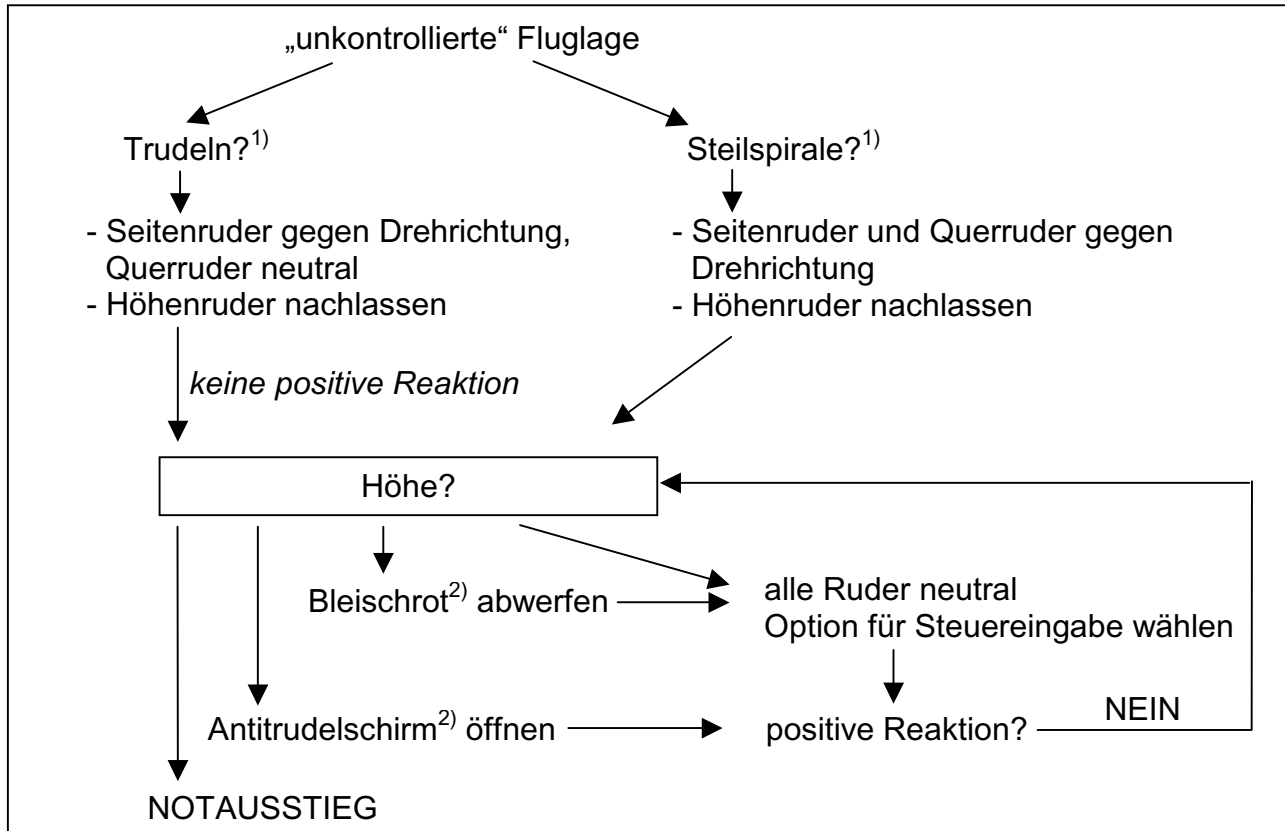 „unkontrollierte“ Fluglage
Trudeln?1)
Steilspirale?1)
- Seitenruder gegen Drehrichtung,
Querruder neutral
- Höhenruder nachlassen
- Seitenruder und Querruder gegen
Drehrichtung
- Höhenruder nachlassen
keine positive Reaktion
Höhe?
Bleischrot2) abwerfen
alle Ruder neutral
Option für Steuereingabe wählen
Antitrudelschirm2) öffnen
positive Reaktion?
NEIN
NOTAUSSTIEG